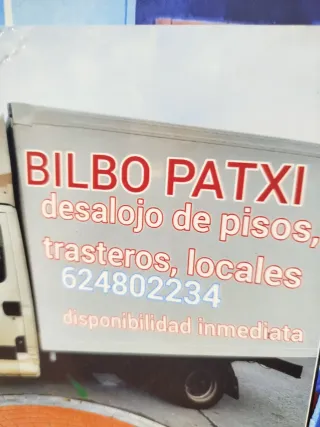 BILBO PATXI
desalojo de pisos,
trasteros, locales
624802234
disponibilidad inmediata